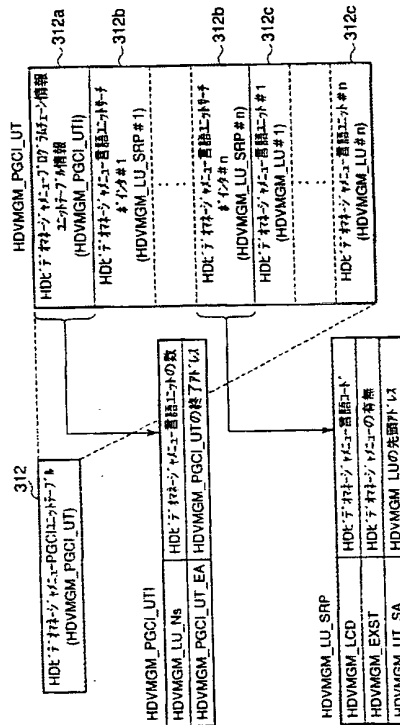 312
HDビデオマネージャメニューPGCIユニットテーブル
(HDVMGM_PGCI_UT)
HDVMGM_PGCI_UT
HDビデオマネージャメニュープログラムチェーン情報
ユニットテーブル情報
(HDVMGM_PGCI_UTI)
312a
HDビデオマネージャメニュー言語ユニットサーチ
ポインタ#1
(HDVMGM_LU_SRP#1)
312b
HDビデオマネージャメニュー言語ユニットサーチ
ポインタ#n
(HDVMGM_LU_SRP#n)
312b
HDビデオマネージャメニュー言語ユニット#1
(HDVMGM_LU#1)
312c
HDビデオマネージャメニュー言語ユニット#n
(HDVMGM_LU#n)
312c
HDVMGM_PGCI_UTI
HDVMGM_LU_Ns HDビデオマネージャメニュー言語ユニットの数
HDVMGM_PGCI_UT_EA HDVMGM_PGCI_UTの終了アドレス
HDVMGM_LU_SRP
HDVMGM_LCD HDビデオマネージャメニュー言語コード
HDVMGM_EXST HDビデオマネージャメニューの有無
HDVMGM_UT_SA HDVMGM_LUの先頭アドレス